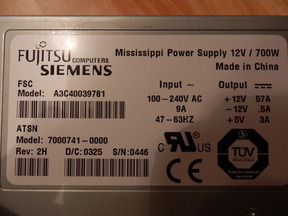 FUJITSU COMPUTERS
SIEMENS
Mississippi Power Supply 12V / 700W
Made in China
FSC
Model: A3C40039781
Input ~
Output ⎓
100-240V AC
+12V 57A
9A
-12V .5A
47-63HZ
+5V 3A
ATSN
Model: 7000741-0000
Rev: 2H D/C: 0325 S/N: 0446
C US
TÜV